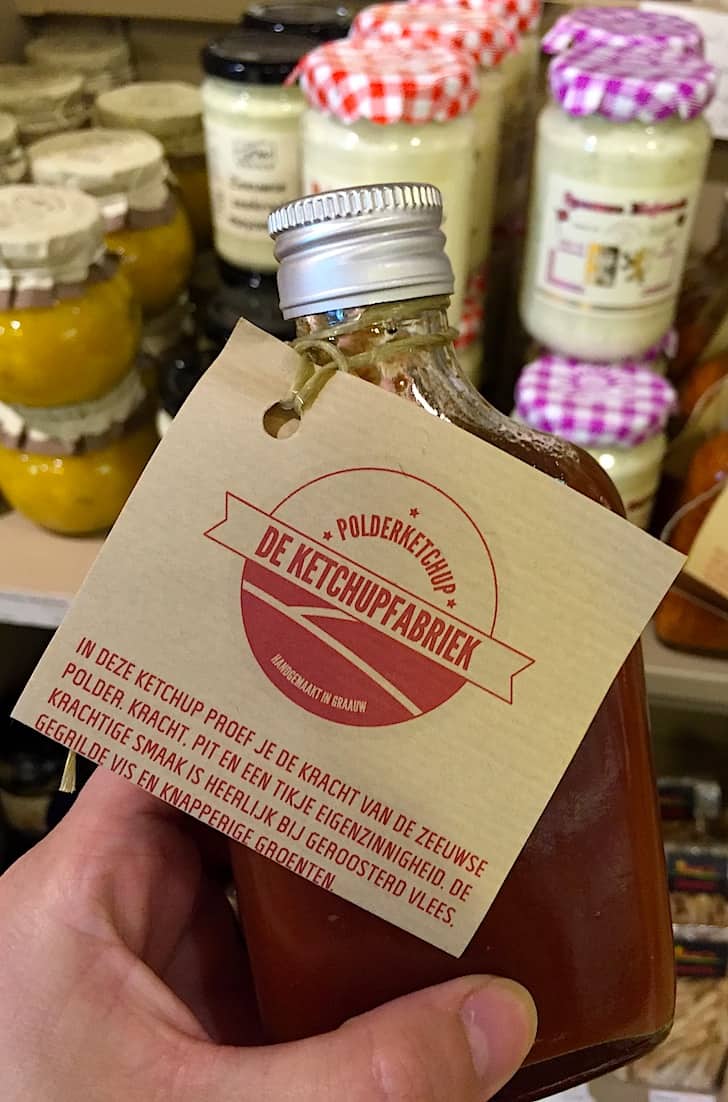 ★ POLDERKETCHUP ★
DE KETCHUPFABRIEK
HANDGEMAAKT IN GRAAUW
IN DEZE KETCHUP PROEF JE DE KRACHT VAN DE ZEEUWSE
POLDER. KRACHT, PIT EN EEN TIKJE EIGENZINNIGHEID. DE
KRACHTIGE SMAAK IS HEERLIJK BIJ GEROOSTERD VLEES,
GEGRILDE VIS EN KNAPPERIGE GROENTEN.